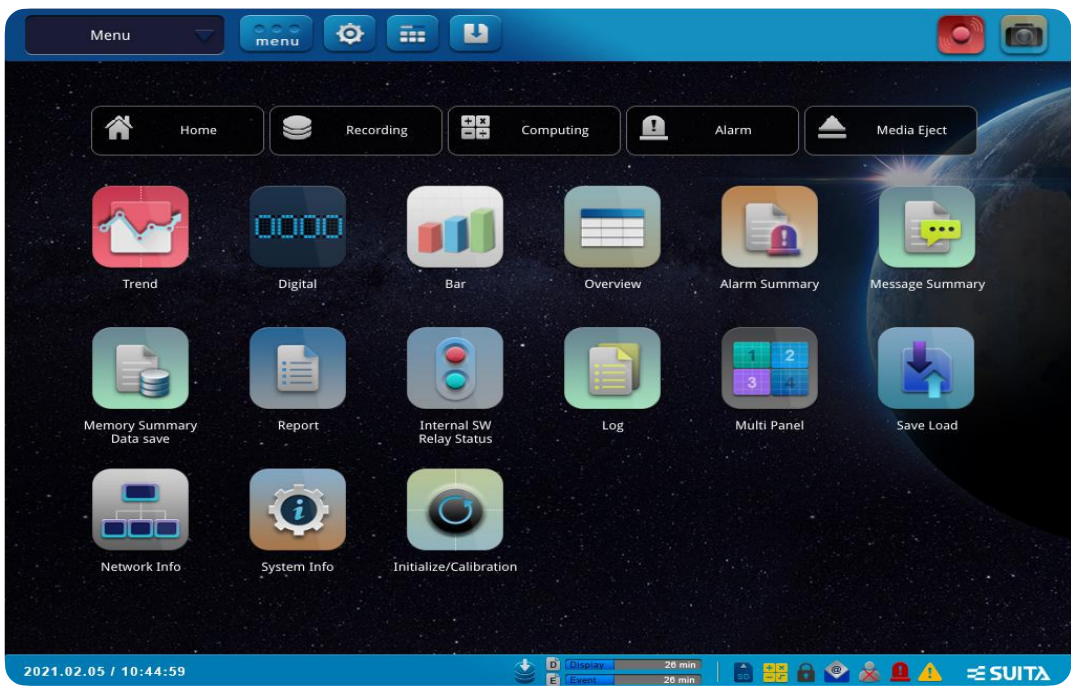 Menu
menu
Home
Recording
Computing
Alarm
Media Eject
0000
Trend
Digital
Bar
Overview
Alarm Summary
Message Summary
1 2
3 4
Memory Summary
Data save
Report
Internal SW
Relay Status
Log
Multi Panel
Save Load
i
Network Info
System Info
Initialize/Calibration
2021.02.05 / 10:44:59
D Display 26 min
E Event 26 min
SD
@
SUITA